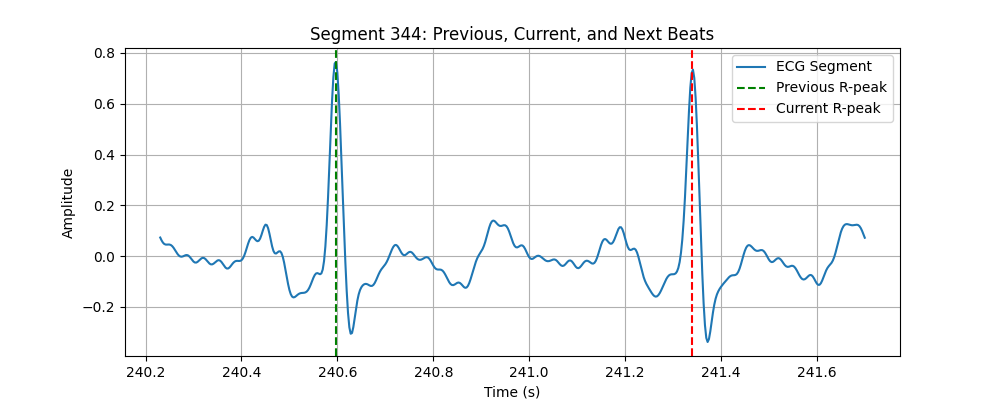 Segment 344: Previous, Current, and Next Beats
ECG Segment
Previous R-peak
Current R-peak
Amplitude
0.8
0.6
0.4
0.2
0.0
−0.2
240.2 240.4 240.6 240.8 241.0 241.2 241.4 241.6
Time (s)